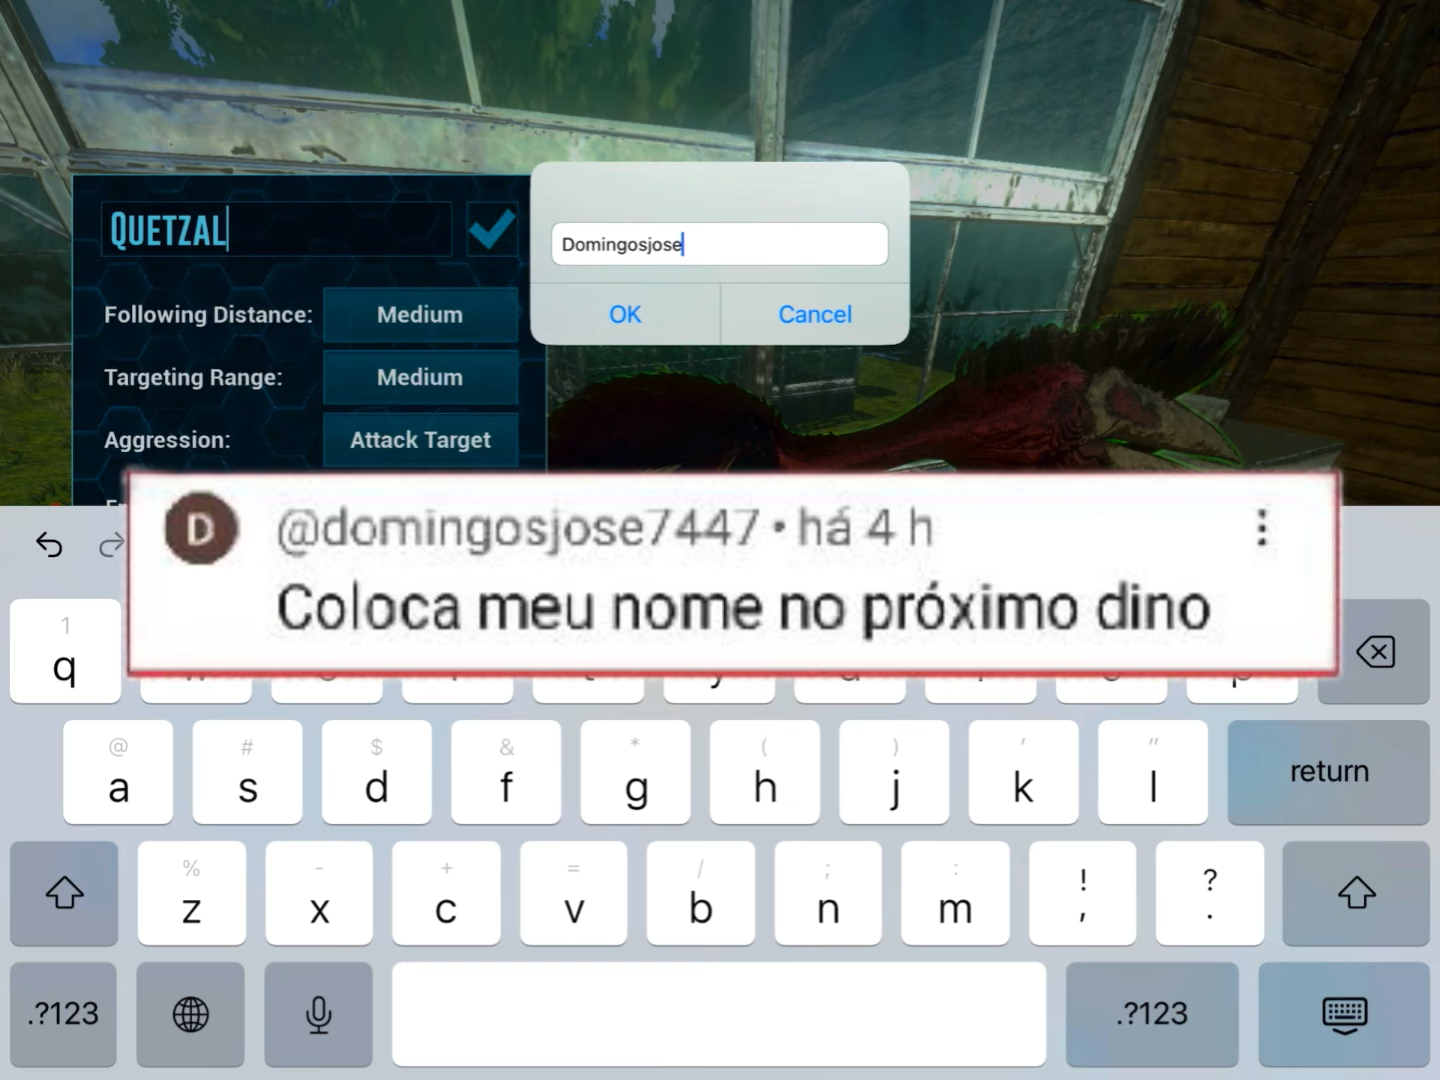 QUETZAL
Domingosjose
OK Cancel
Following Distance: Medium
Targeting Range: Medium
Aggression: Attack Target
D @domingosjose7447 • há 4 h
Coloca meu nome no próximo dino
1
q
@ # $ & * ( ) ' "
a s d f g h j k l return
% - + = / ; : ! ?
z x c v b n m , .
.?123 .?123